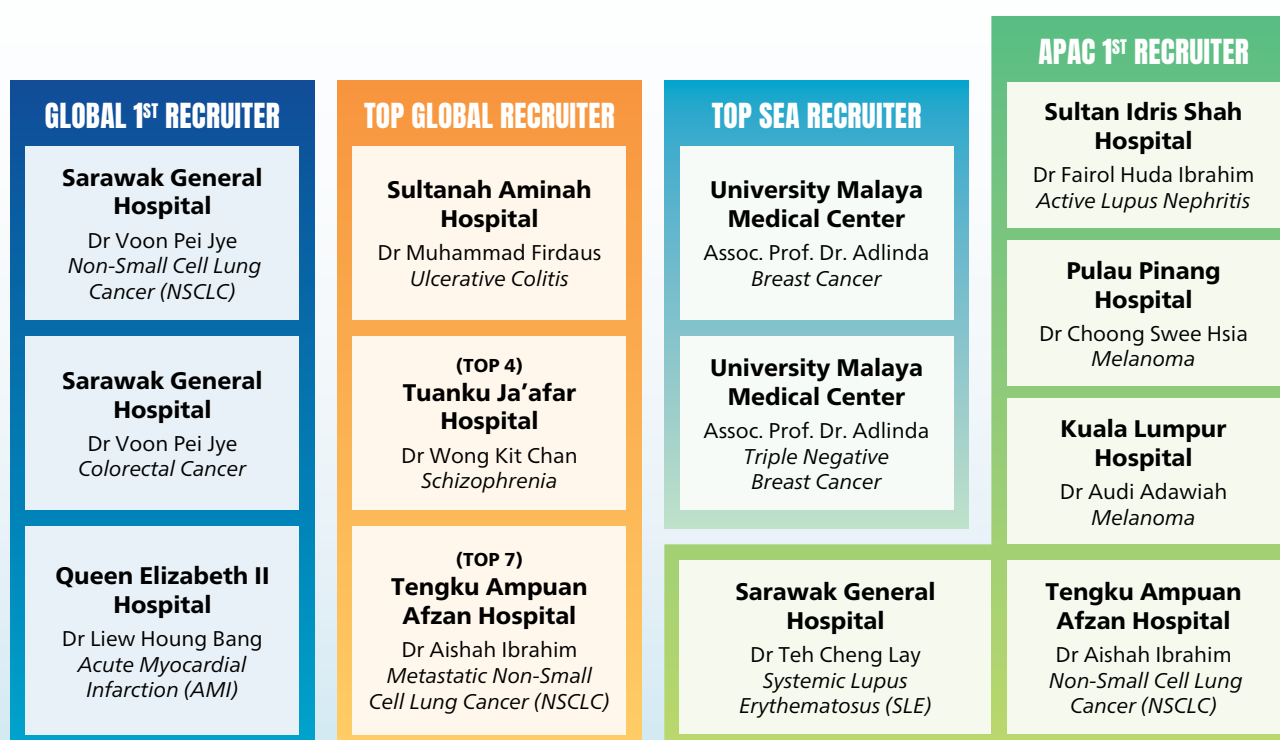 GLOBAL 1ST RECRUITER
Sarawak General
Hospital
Dr Voon Pei Jye
Non-Small Cell Lung
Cancer (NSCLC)
Sarawak General
Hospital
Dr Voon Pei Jye
Colorectal Cancer
Queen Elizabeth II
Hospital
Dr Liew Houng Bang
Acute Myocardial
Infarction (AMI)
TOP GLOBAL RECRUITER
Sultanah Aminah
Hospital
Dr Muhammad Firdaus
Ulcerative Colitis
(TOP 4)
Tuanku Ja’afar
Hospital
Dr Wong Kit Chan
Schizophrenia
(TOP 7)
Tengku Ampuan
Afzan Hospital
Dr Aishah Ibrahim
Metastatic Non-Small
Cell Lung Cancer (NSCLC)
TOP SEA RECRUITER
University Malaya
Medical Center
Assoc. Prof. Dr. Adlinda
Breast Cancer
University Malaya
Medical Center
Assoc. Prof. Dr. Adlinda
Triple Negative
Breast Cancer
APAC 1ST RECRUITER
Sultan Idris Shah
Hospital
Dr Fairol Huda Ibrahim
Active Lupus Nephritis
Pulau Pinang
Hospital
Dr Choong Swee Hsia
Melanoma
Kuala Lumpur
Hospital
Dr Audi Adawiah
Melanoma
Sarawak General
Hospital
Dr Teh Cheng Lay
Systemic Lupus
Erythematosus (SLE)
Tengku Ampuan
Afzan Hospital
Dr Aishah Ibrahim
Non-Small Cell Lung
Cancer (NSCLC)